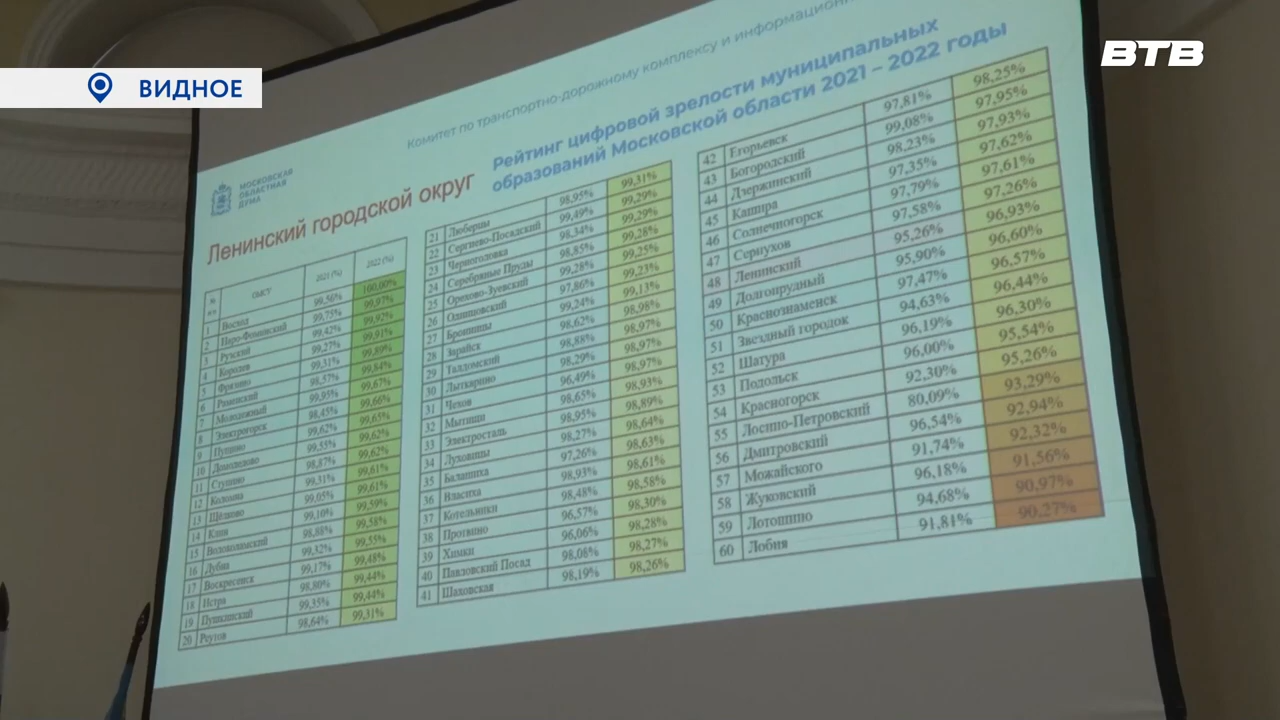 ВИДНОЕ
ВТВ
Комитет по транспортно-дорожному комплексу и
МОСКОВСКАЯ
ОБЛАСТНАЯ
ДУМА
Рейтинг цифровой зрелости муниципальных
образований Московской области 2021 – 2022 годы
Ленинский городской округ
№ п/п ОМСУ 2021 (%) 2022 (%)
1 Восход 99,56% 100,00%
2 Наро-Фоминский 99,75% 99,97%
3 Рузский 99,42% 99,92%
4 Королев 99,27% 99,91%
5 Фрязино 99,31% 99,89%
6 Раменский 98,57% 99,84%
7 Молодежный 99,95% 99,67%
8 Электрогорск 98,45% 99,66%
9 Пущино 99,62% 99,65%
10 Домодедово 99,55% 99,62%
11 Ступино 98,87% 99,62%
12 Коломна 99,31% 99,61%
13 Щёлково 99,05% 99,61%
14 Клин 99,10% 99,59%
15 Волоколамский 98,88% 99,58%
16 Дубна 99,32% 99,55%
17 Воскресенск 99,17% 99,48%
18 Истра 98,80% 99,44%
19 Пушкинский 99,35% 99,44%
20 Реутов 98,64% 99,31%
21 Люберцы 98,95% 99,31%
22 Сергиево-Посадский 99,49% 99,29%
23 Черноголовка 98,34% 99,29%
24 Серебряные Пруды 98,85% 99,28%
25 Орехово-Зуевский 99,28% 99,25%
26 Одинцовский 97,86% 99,23%
27 Бронницы 99,24% 99,13%
28 Зарайск 98,62% 98,98%
29 Талдомский 98,88% 98,97%
30 Лыткарино 98,29% 98,97%
31 Чехов 96,49% 98,97%
32 Мытищи 98,65% 98,93%
33 Электросталь 98,95% 98,89%
34 Луховицы 98,27% 98,64%
35 Балашиха 97,26% 98,63%
36 Власиха 98,93% 98,61%
37 Котельники 98,48% 98,58%
38 Протвино 96,57% 98,30%
39 Химки 96,06% 98,28%
40 Павловский Посад 98,08% 98,27%
41 Шаховская 98,19% 98,26%
42 Егорьевск 97,81% 98,25%
43 Богородский 99,08% 97,95%
44 Дзержинский 98,23% 97,93%
45 Кашира 97,35% 97,62%
46 Солнечногорск 97,79% 97,61%
47 Серпухов 97,58% 97,26%
48 Ленинский 95,26% 96,93%
49 Долгопрудный 95,90% 96,60%
50 Краснознаменск 97,47% 96,57%
51 Звездный городок 94,63% 96,44%
52 Шатура 96,19% 96,30%
53 Подольск 96,00% 95,54%
54 Красногорск 92,30% 95,26%
55 Лосино-Петровский 80,09% 93,29%
56 Дмитровский 96,54% 92,94%
57 Можайского 91,74% 92,32%
58 Жуковский 96,18% 91,56%
59 Лотошино 94,68% 90,97%
60 Лобня 91,81% 90,27%